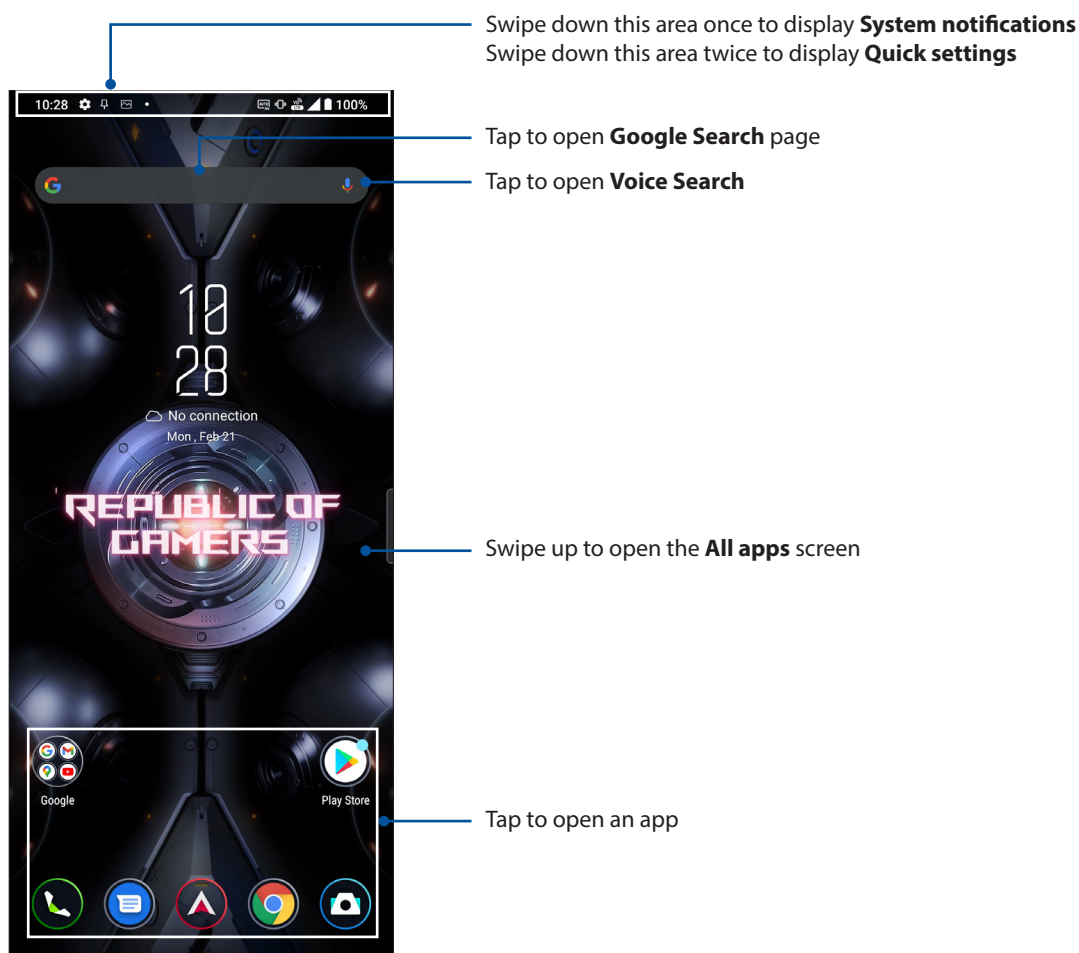 Swipe down this area once to display System notifications
Swipe down this area twice to display Quick settings
10:28
100%
Tap to open Google Search page
Tap to open Voice Search
10
28
No connection
Mon , Feb 21
REPUBLIC OF
GAMERS
Swipe up to open the All apps screen
Google
Play Store
Tap to open an app